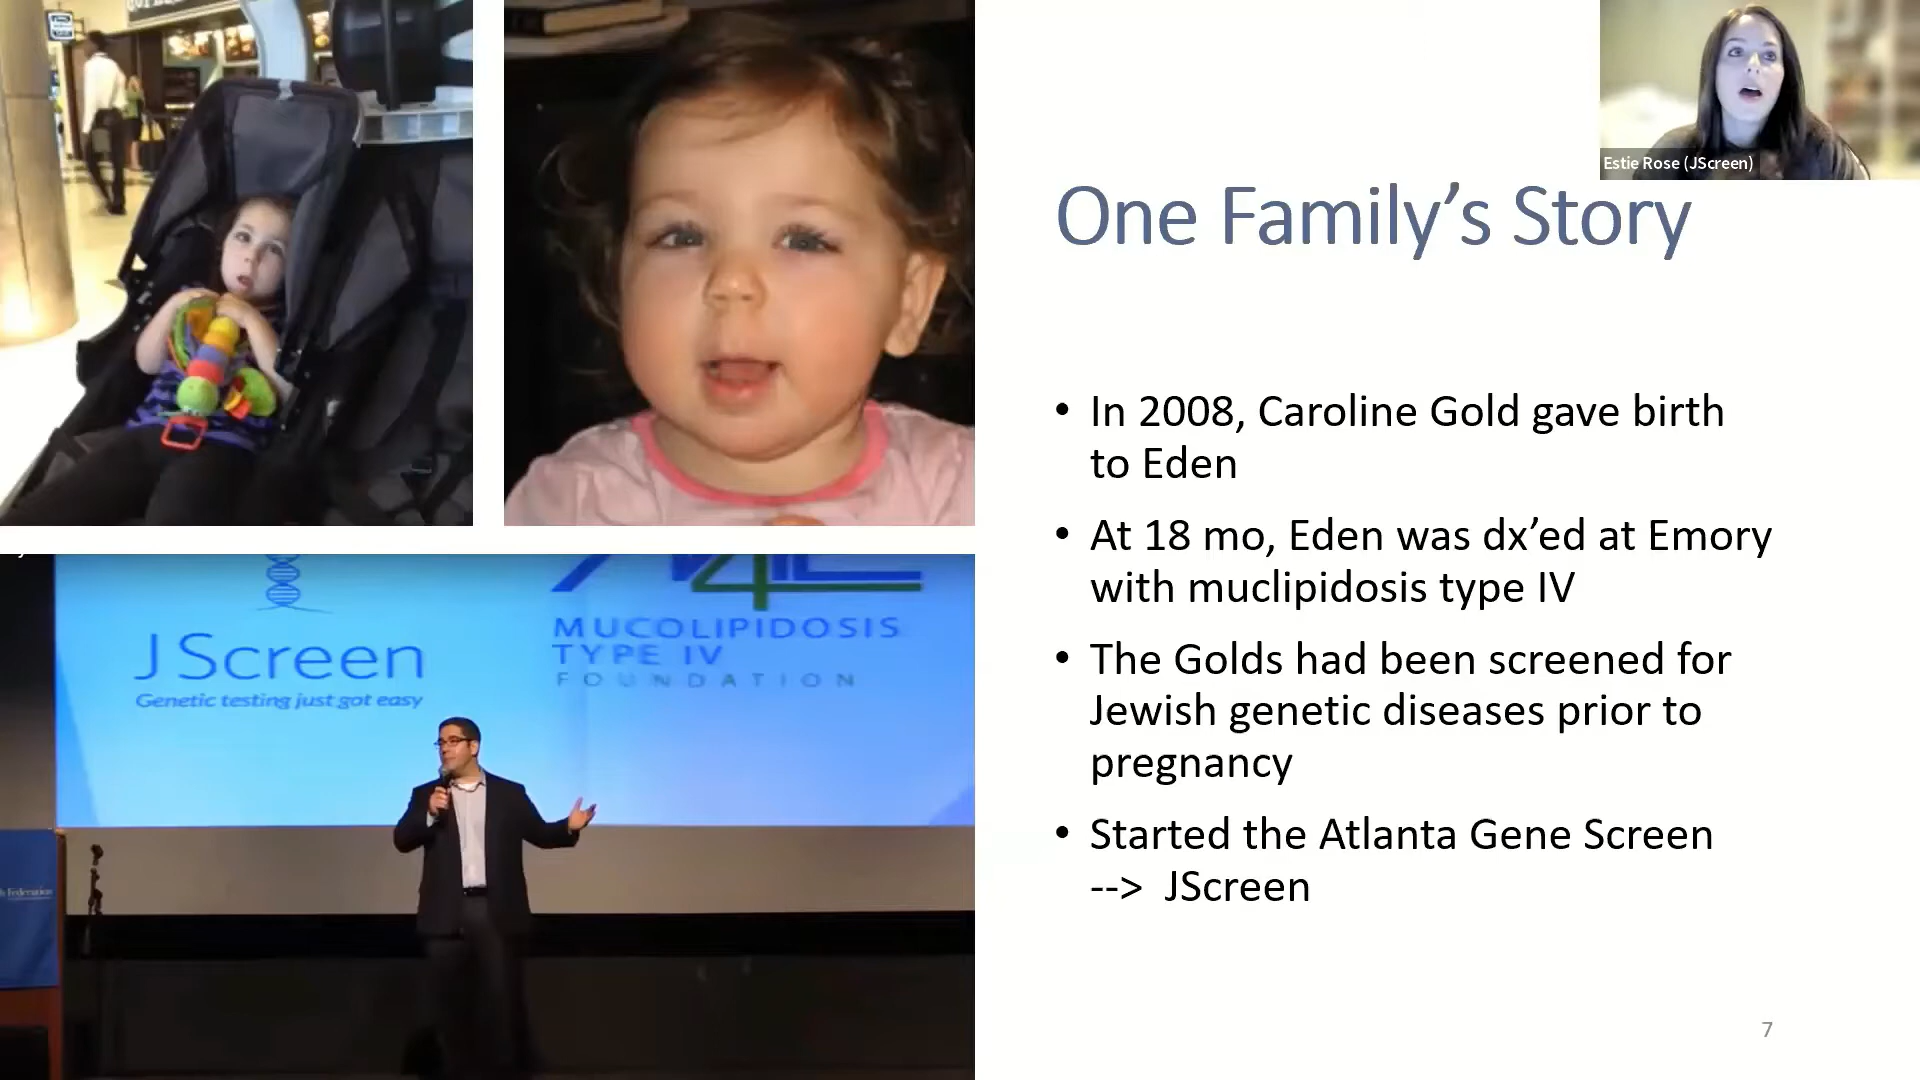 Estie Rose (JScreen)
One Family’s Story
• In 2008, Caroline Gold gave birth
to Eden
• At 18 mo, Eden was dx’ed at Emory
with muclipidosis type IV
• The Golds had been screened for
Jewish genetic diseases prior to
pregnancy
• Started the Atlanta Gene Screen
--> JScreen
JScreen
Genetic testing just got easy
MUCOLIPIDOSIS
TYPE IV
FOUNDATION
Federation
7